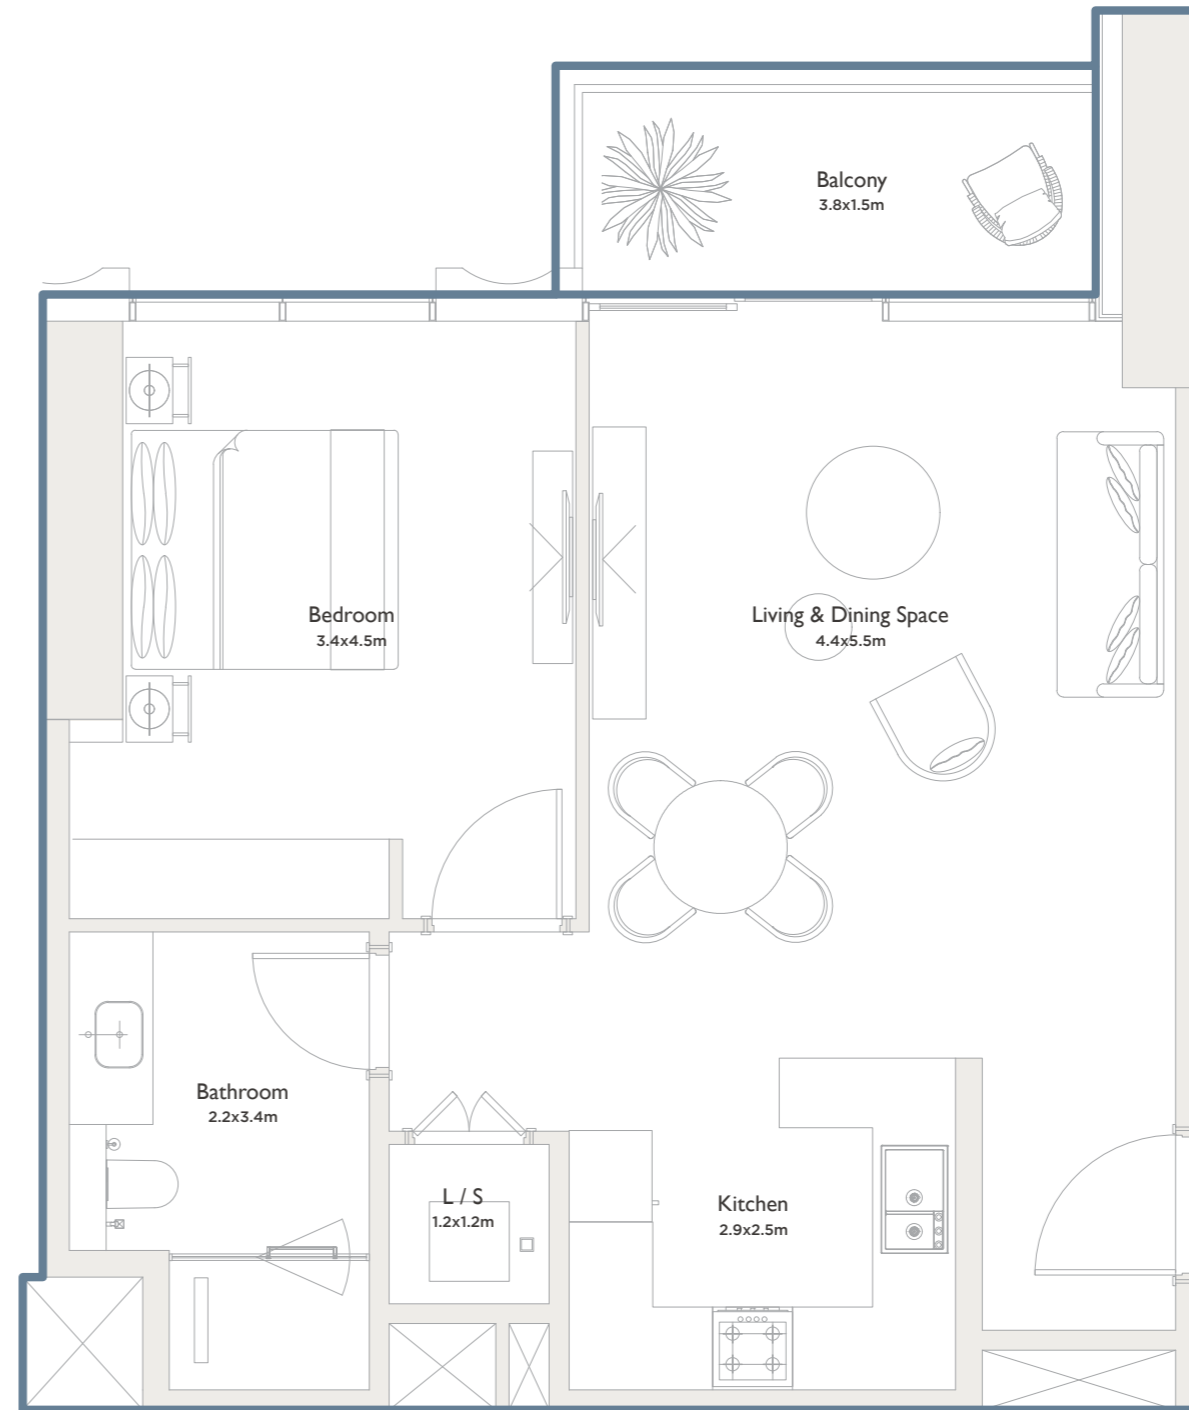 Balcony
3.8x1.5m
Bedroom
3.4x4.5m
Living & Dining Space
4.4x5.5m
Bathroom
2.2x3.4m
L / S
1.2x1.2m
Kitchen
2.9x2.5m